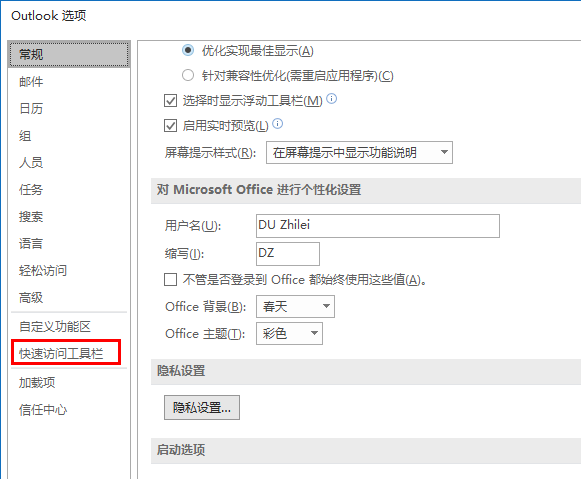 Outlook 选项
常规
邮件
日历
组
人员
任务
搜索
语言
轻松访问
高级
自定义功能区
快速访问工具栏
加载项
信任中心
优化实现最佳显示(A)
针对兼容性优化(需重启应用程序)(C)
选择时显示浮动工具栏(M)
启用实时预览(L)
屏幕提示样式(R): 在屏幕提示中显示功能说明
对 Microsoft Office 进行个性化设置
用户名(U): DU Zhilei
缩写(I): DZ
不管是否登录到 Office 都始终使用这些值(A)。
Office 背景(B): 春天
Office 主题(T): 彩色
隐私设置
隐私设置...
启动选项